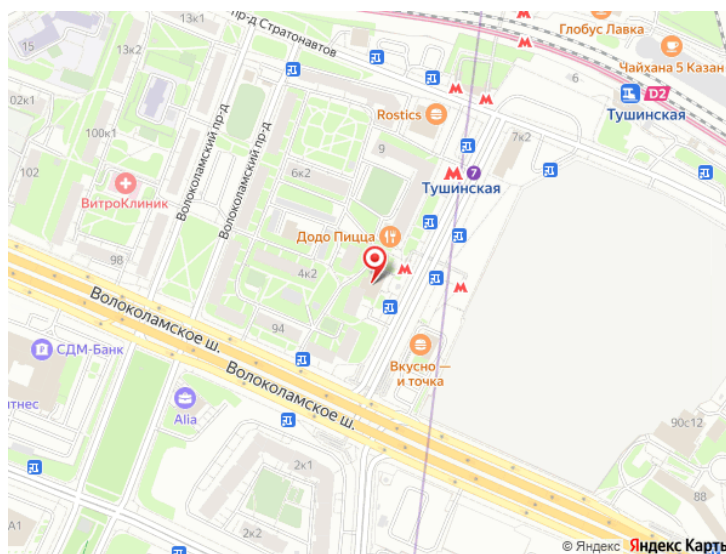 15
13к2
13к1
пр-д Стратонавтов
Глобус Лавка
Чайхана 5 Казан
02к1
100к1
Волоколамский пр-д
Волоколамский пр-д
Rostics
6
D2
Тушинская
102
ВитроКлиник
6к2
9
7к2
7
Тушинская
98
Додо Пицца
4к2
Волоколамское ш.
94
СДМ-Банк
Волоколамское ш.
Вкусно —
и точка
тнес
Alia
90с12
2к1
88
А1
2к2
© Яндекс Яндекс Карты